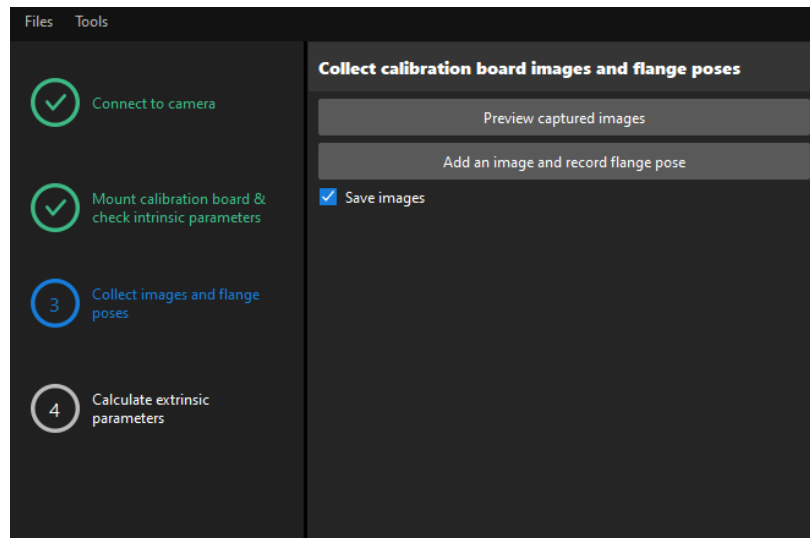 Files Tools
Connect to camera
Mount calibration board &
check intrinsic parameters
3
Collect images and flange
poses
4
Calculate extrinsic
parameters
Collect calibration board images and flange poses
Preview captured images
Add an image and record flange pose
Save images